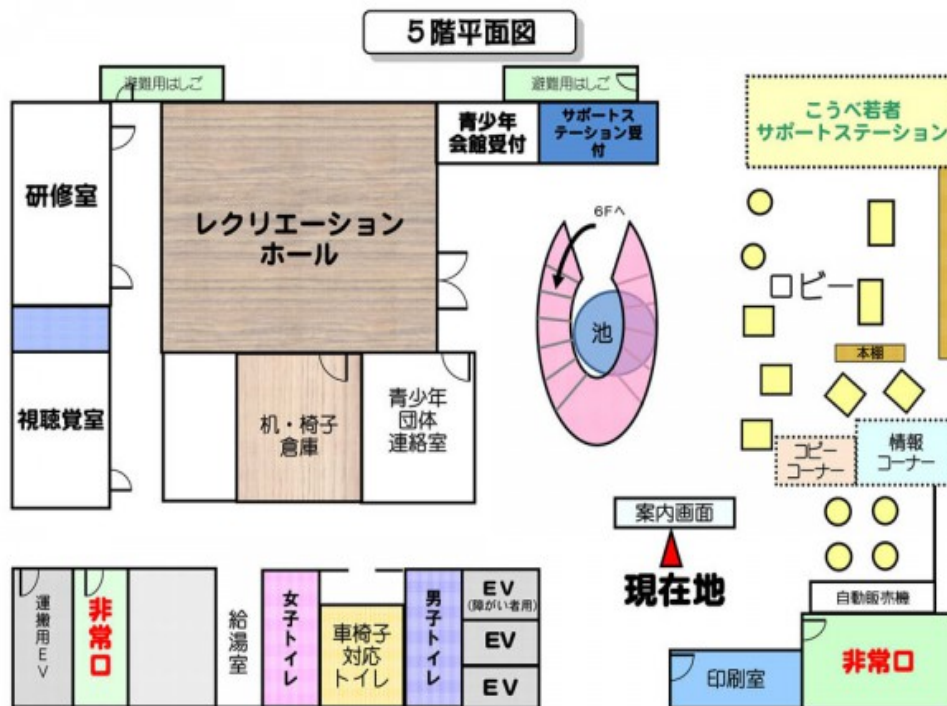 5階平面図
避難用はしご
避難用はしご
青少年
会館受付
サポートス
テーション受
付
こうべ若者
サポートステーション
研修室
レクリエーション
ホール
6Fへ
ロビー
池
本棚
視聴覚室
机・椅子
倉庫
青少年
団体
連絡室
コピー
コーナー
情報
コーナー
案内画面
現在地
自動販売機
運搬用EV
非常口
給湯室
女子トイレ
車椅子
対応
トイレ
男子トイレ
EV
(障がい者用)
EV
EV
印刷室
非常口